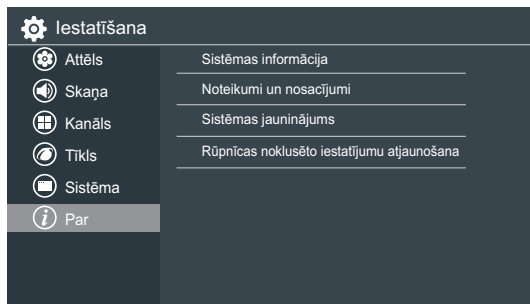 Iestatīšana
Attēls
Skaņa
Kanāls
Tīkls
Sistēma
Par
Sistēmas informācija
Noteikumi un nosacījumi
Sistēmas jauninājums
Rūpnīcas noklusēto iestatījumu atjaunošana